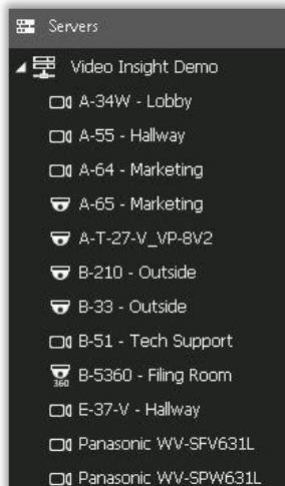 Servers
Video Insight Demo
A-34W - Lobby
A-55 - Hallway
A-64 - Marketing
A-65 - Marketing
A-T-27-V_VP-8V2
B-210 - Outside
B-33 - Outside
B-51 - Tech Support
360 B-5360 - Filing Room
E-37-V - Hallway
Panasonic WV-SFV631L
Panasonic WV-SPW631L